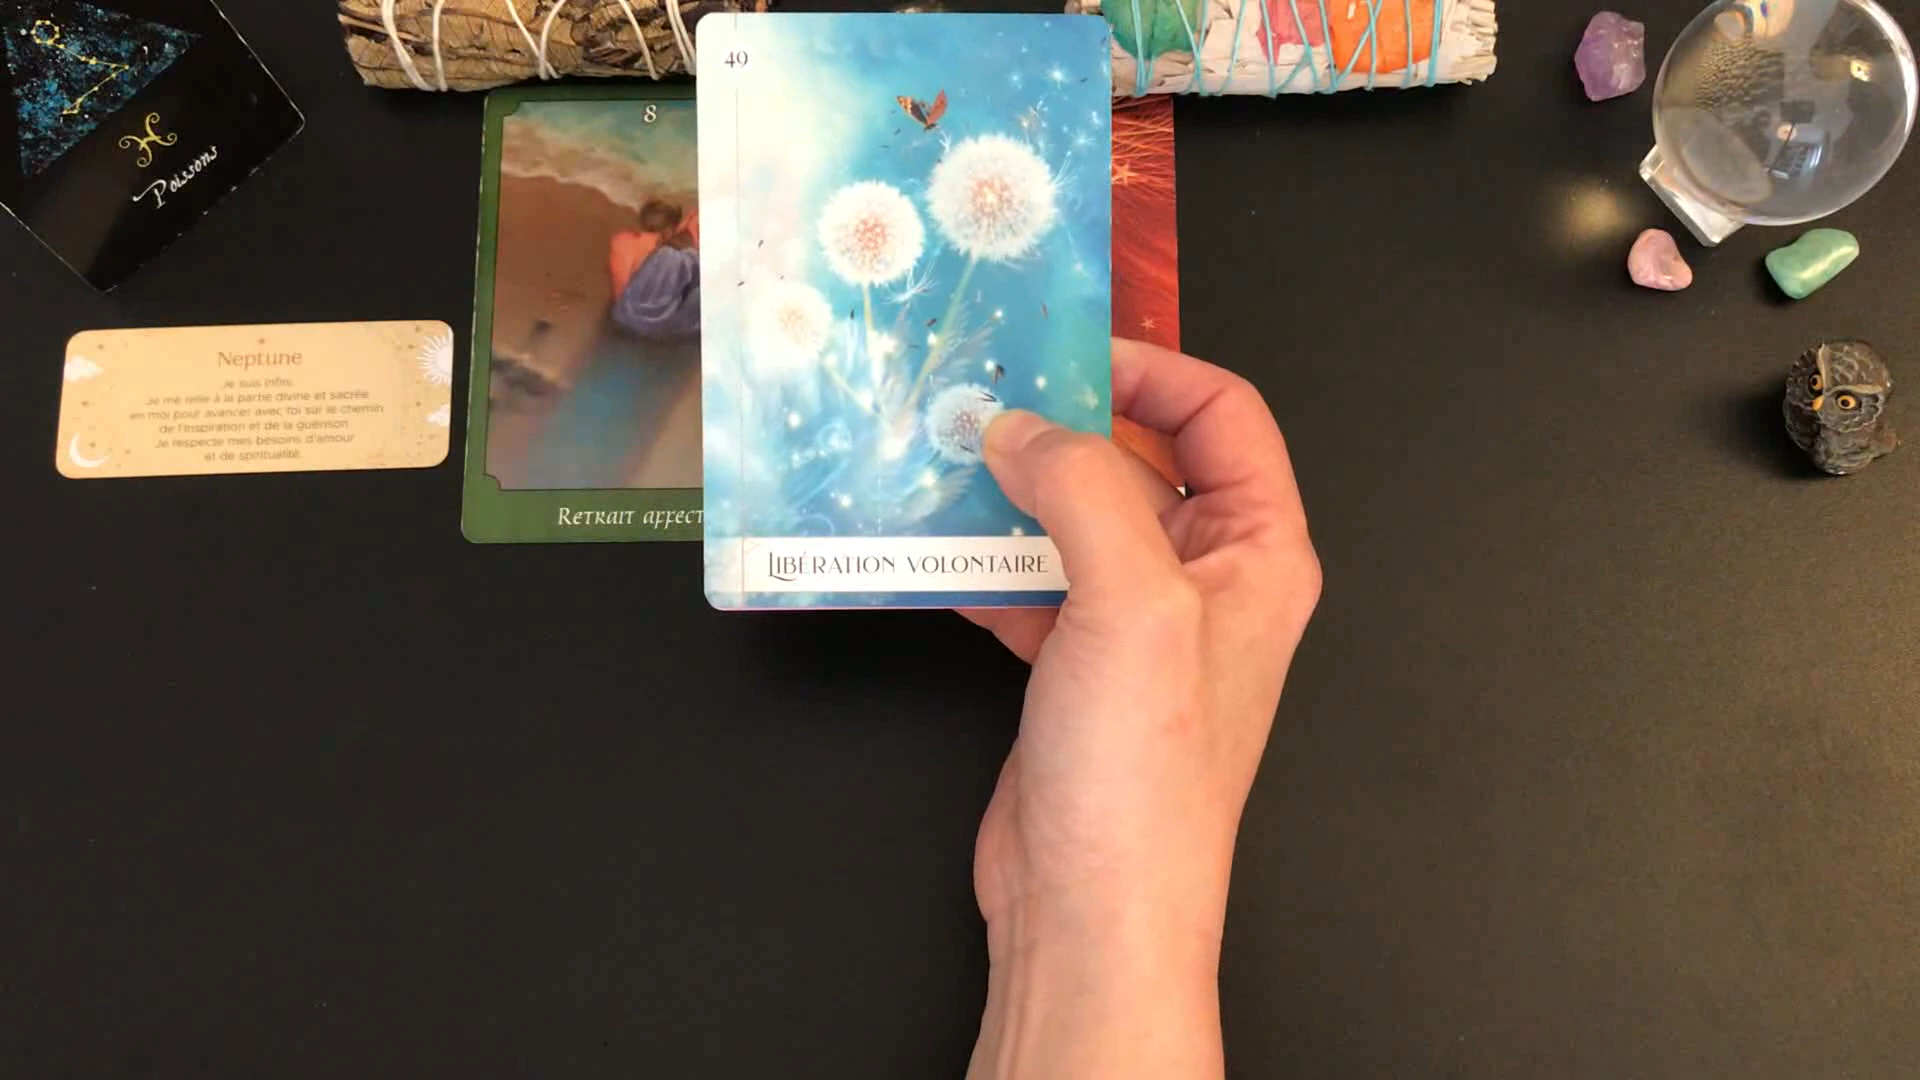 ♓
Poissons
Neptune
Je suis infini.
Je me relie à la partie divine et sacrée
en moi pour avancer avec foi sur le chemin
de l'inspiration et de la guérison.
Je respecte mes besoins d'amour
et de spiritualité.
8
Retrait affect
49
Libération volontaire